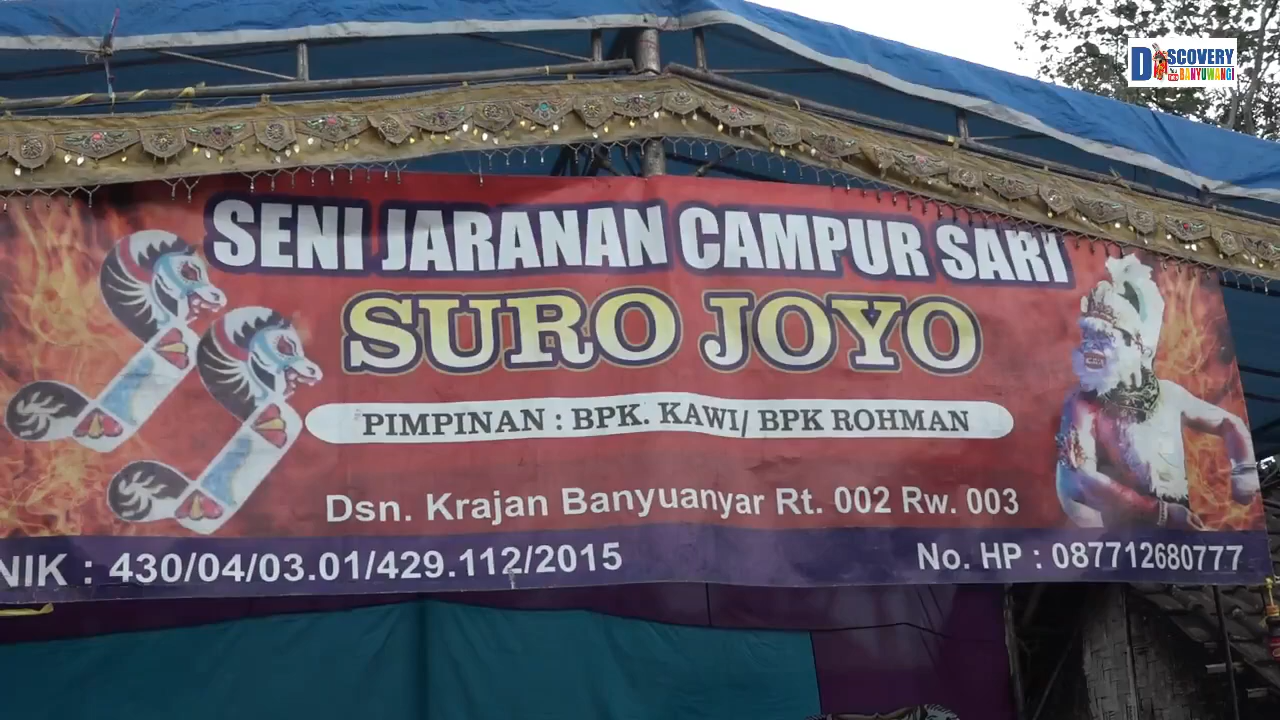 DISCOVERY
BANYUWANGI
SENI JARANAN CAMPUR SARI
SURO JOYO
PIMPINAN : BPK. KAWI/ BPK ROHMAN
Dsn. Krajan Banyuanyar Rt. 002 Rw. 003
NIK : 430/04/03.01/429.112/2015
No. HP : 087712680777